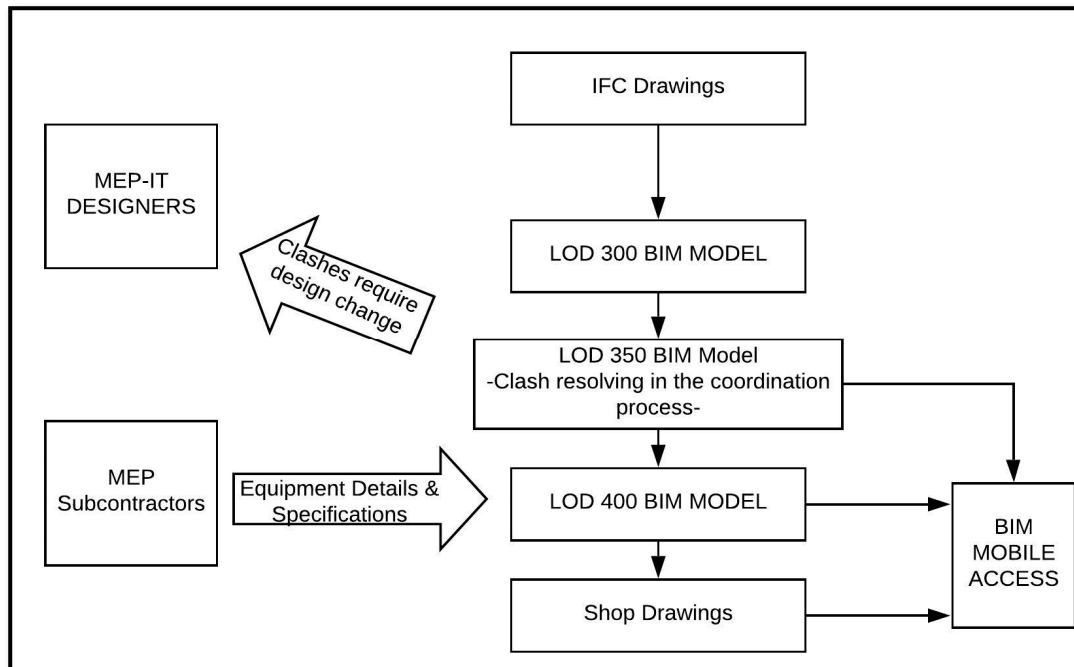 IFC Drawings
MEP-IT
DESIGNERS
LOD 300 BIM MODEL
Clashes require
design change
LOD 350 BIM Model
-Clash resolving in the coordination
process-
MEP
Subcontractors
Equipment Details &
Specifications
LOD 400 BIM MODEL
BIM
MOBILE
ACCESS
Shop Drawings